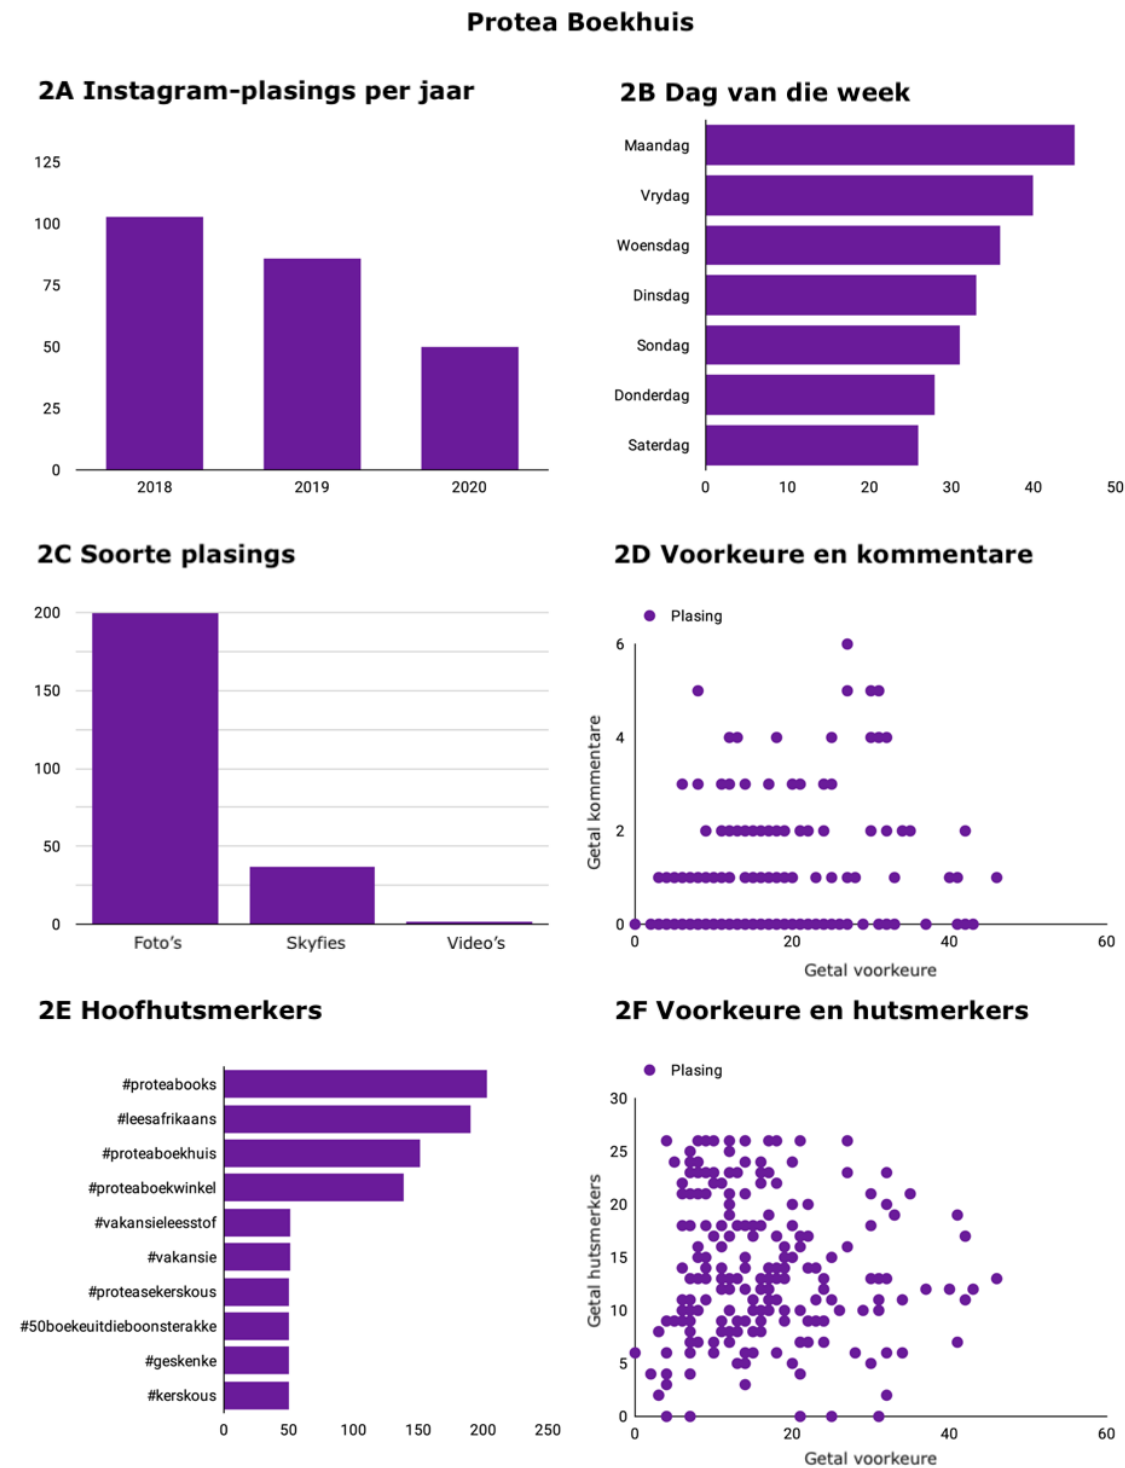 Protea Boekhuis
2A Instagram-plasings per jaar
125
100
75
50
25
0
2018 2019 2020
2B Dag van die week
Maandag
Vrydag
Woensdag
Dinsdag
Sondag
Donderdag
Saterdag
0 10 20 30 40 50
2C Soorte plasings
200
150
100
50
0
Foto’s Skyfies Video’s
2D Voorkeure en kommentare
Plasing
Getal kommentare
6
4
2
0
0 20 40 60
Getal voorkeure
2E Hoofhutsmerkers
#proteabooks
#leesafrikaans
#proteaboekhuis
#proteaboekwinkel
#vakansieleesstof
#vakansie
#proteasekerskous
#50boekeuitdieboonsterakke
#geskenke
#kerskous
0 50 100 150 200 250
2F Voorkeure en hutsmerkers
Plasing
Getal hutsmerkers
30
25
20
15
10
5
0
0 20 40 60
Getal voorkeure